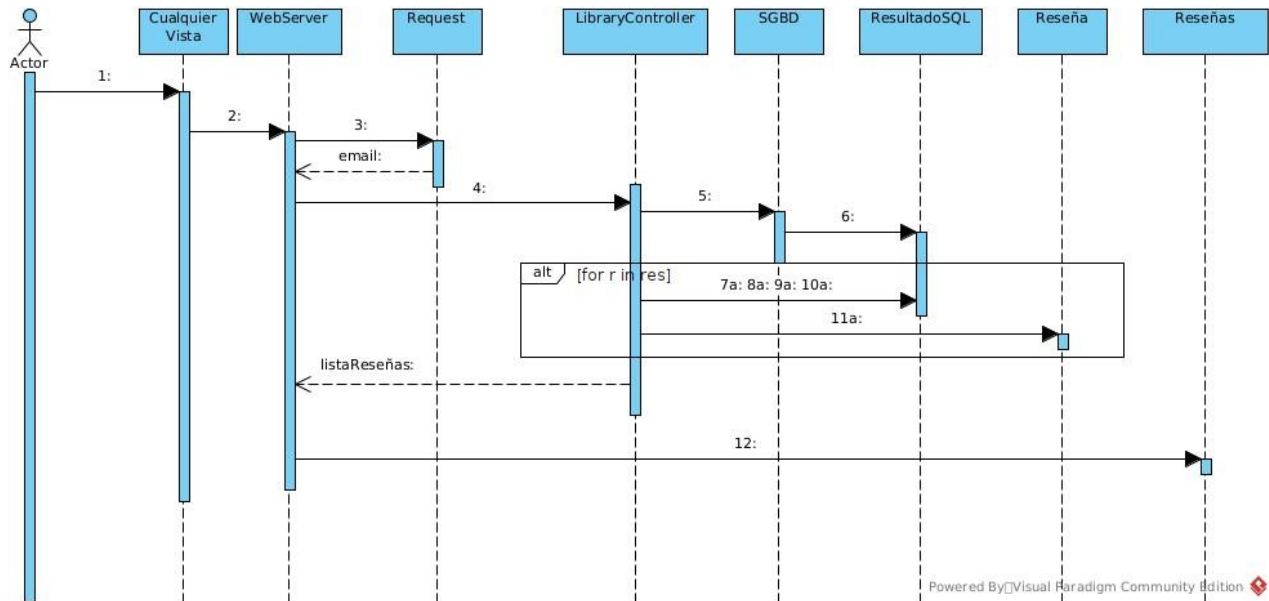 Actor
Cualquier
Vista
WebServer
Request
LibraryController
SGBD
ResultadoSQL
Reseña
Reseñas
1:
2:
3:
email:
4:
5:
6:
alt
[for r in res]
7a: 8a: 9a: 10a:
11a:
listaReseñas:
12:
Powered By Visual Paradigm Community Edition